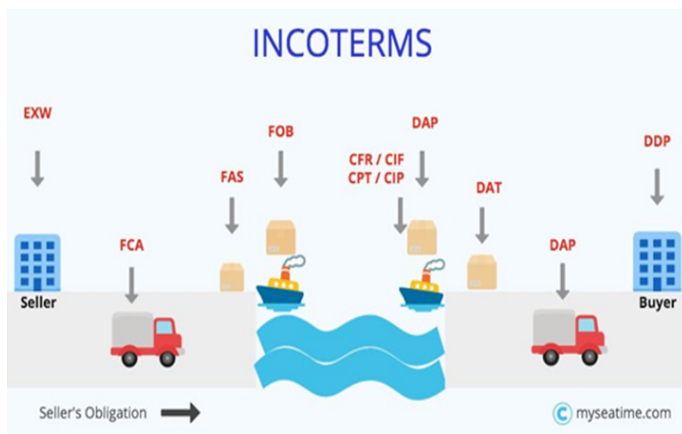 INCOTERMS
EXW
FOB
DAP
DDP
CFR / CIF
CPT / CIP
FAS
DAT
FCA
DAP
Seller
Buyer
Seller's Obligation
C myseatime.com